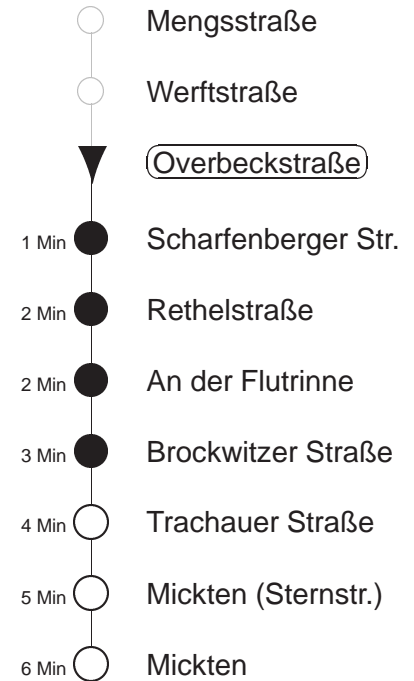 Mengsstraße
Werftstraße
Overbeckstraße
1 Min Scharfenberger Str.
2 Min Rethelstraße
2 Min An der Flutrinne
3 Min Brockwitzer Straße
4 Min Trachauer Straße
5 Min Mickten (Sternstr.)
6 Min Mickten